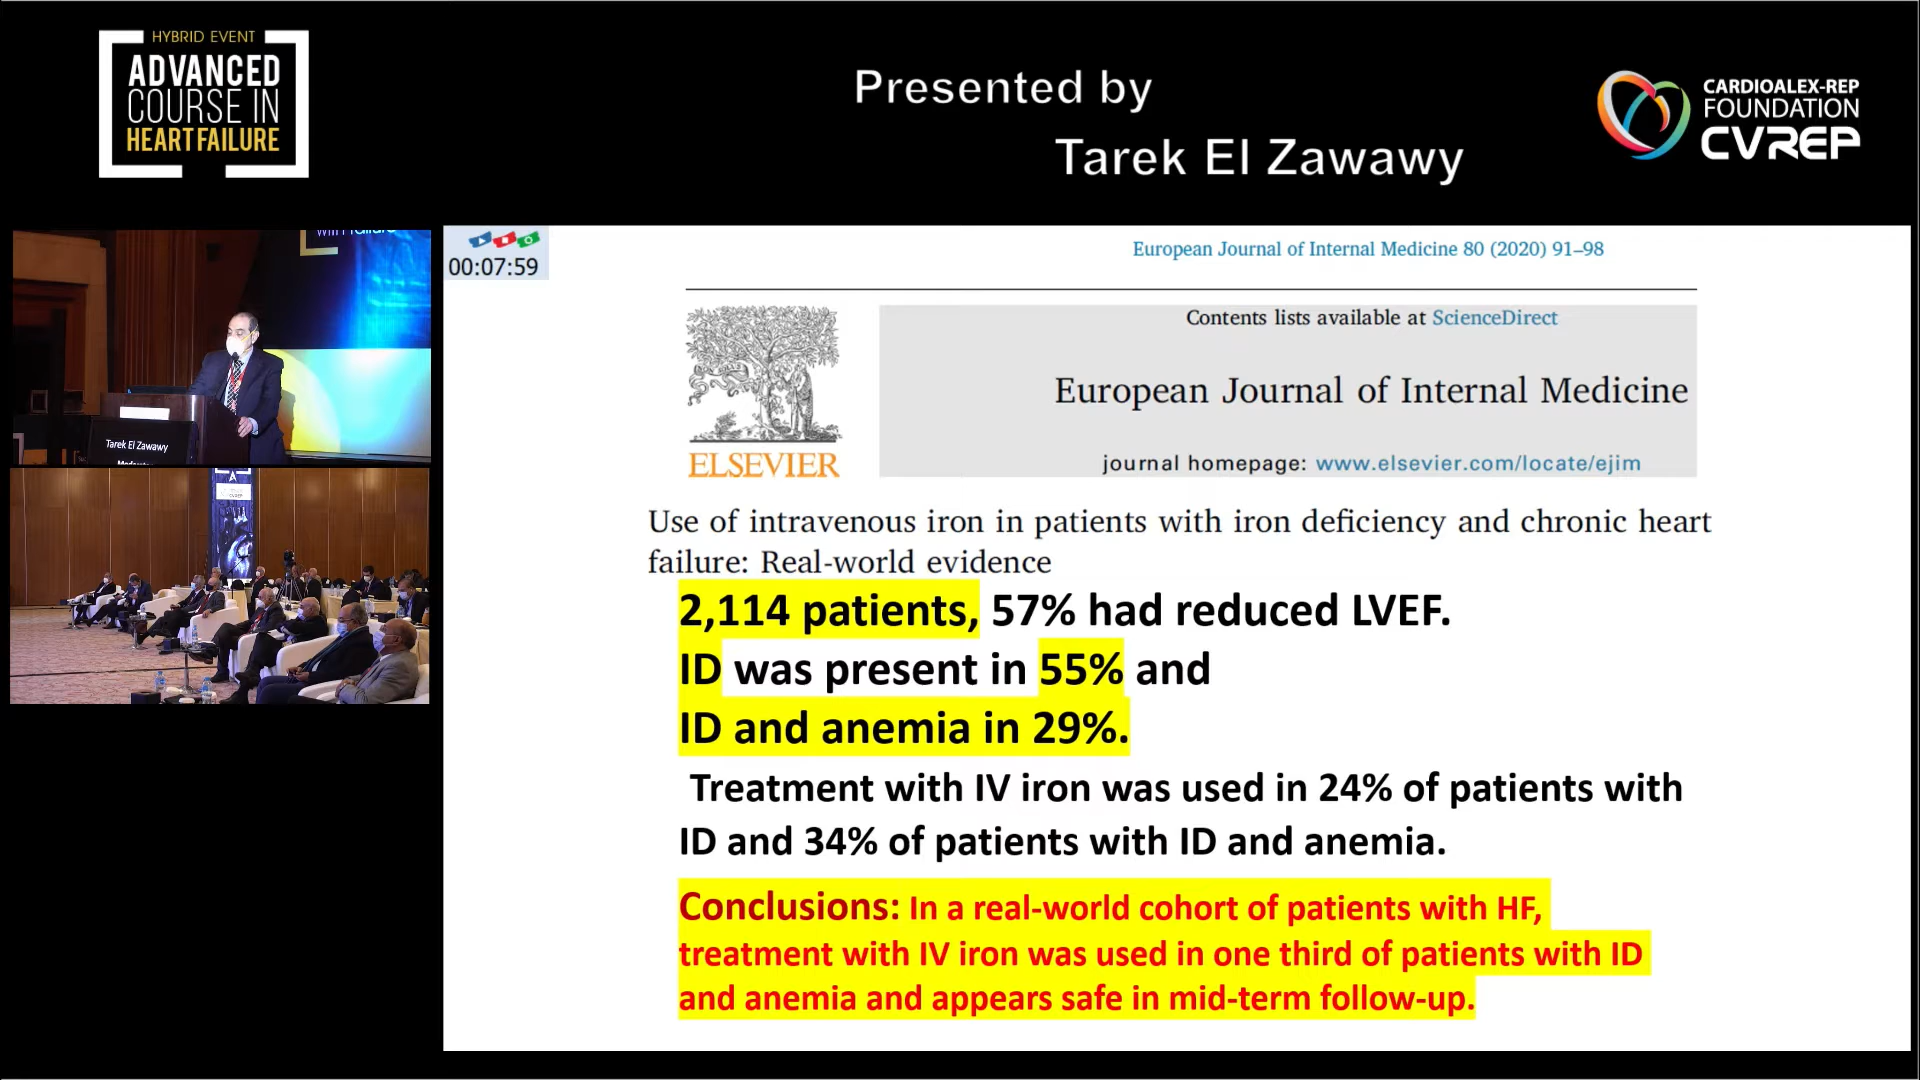 HYBRID EVENT
ADVANCED
COURSE IN
HEART FAILURE
Presented by
Tarek El Zawawy
CARDIOALEX-REP
FOUNDATION
CVREP
Tarek El Zawawy
CVREP
00:07:59
European Journal of Internal Medicine 80 (2020) 91–98
Contents lists available at ScienceDirect
European Journal of Internal Medicine
ELSEVIER
journal homepage: www.elsevier.com/locate/ejim
Use of intravenous iron in patients with iron deficiency and chronic heart
failure: Real-world evidence
2,114 patients, 57% had reduced LVEF.
ID was present in 55% and
ID and anemia in 29%.
Treatment with IV iron was used in 24% of patients with
ID and 34% of patients with ID and anemia.
Conclusions: In a real-world cohort of patients with HF,
treatment with IV iron was used in one third of patients with ID
and anemia and appears safe in mid-term follow-up.